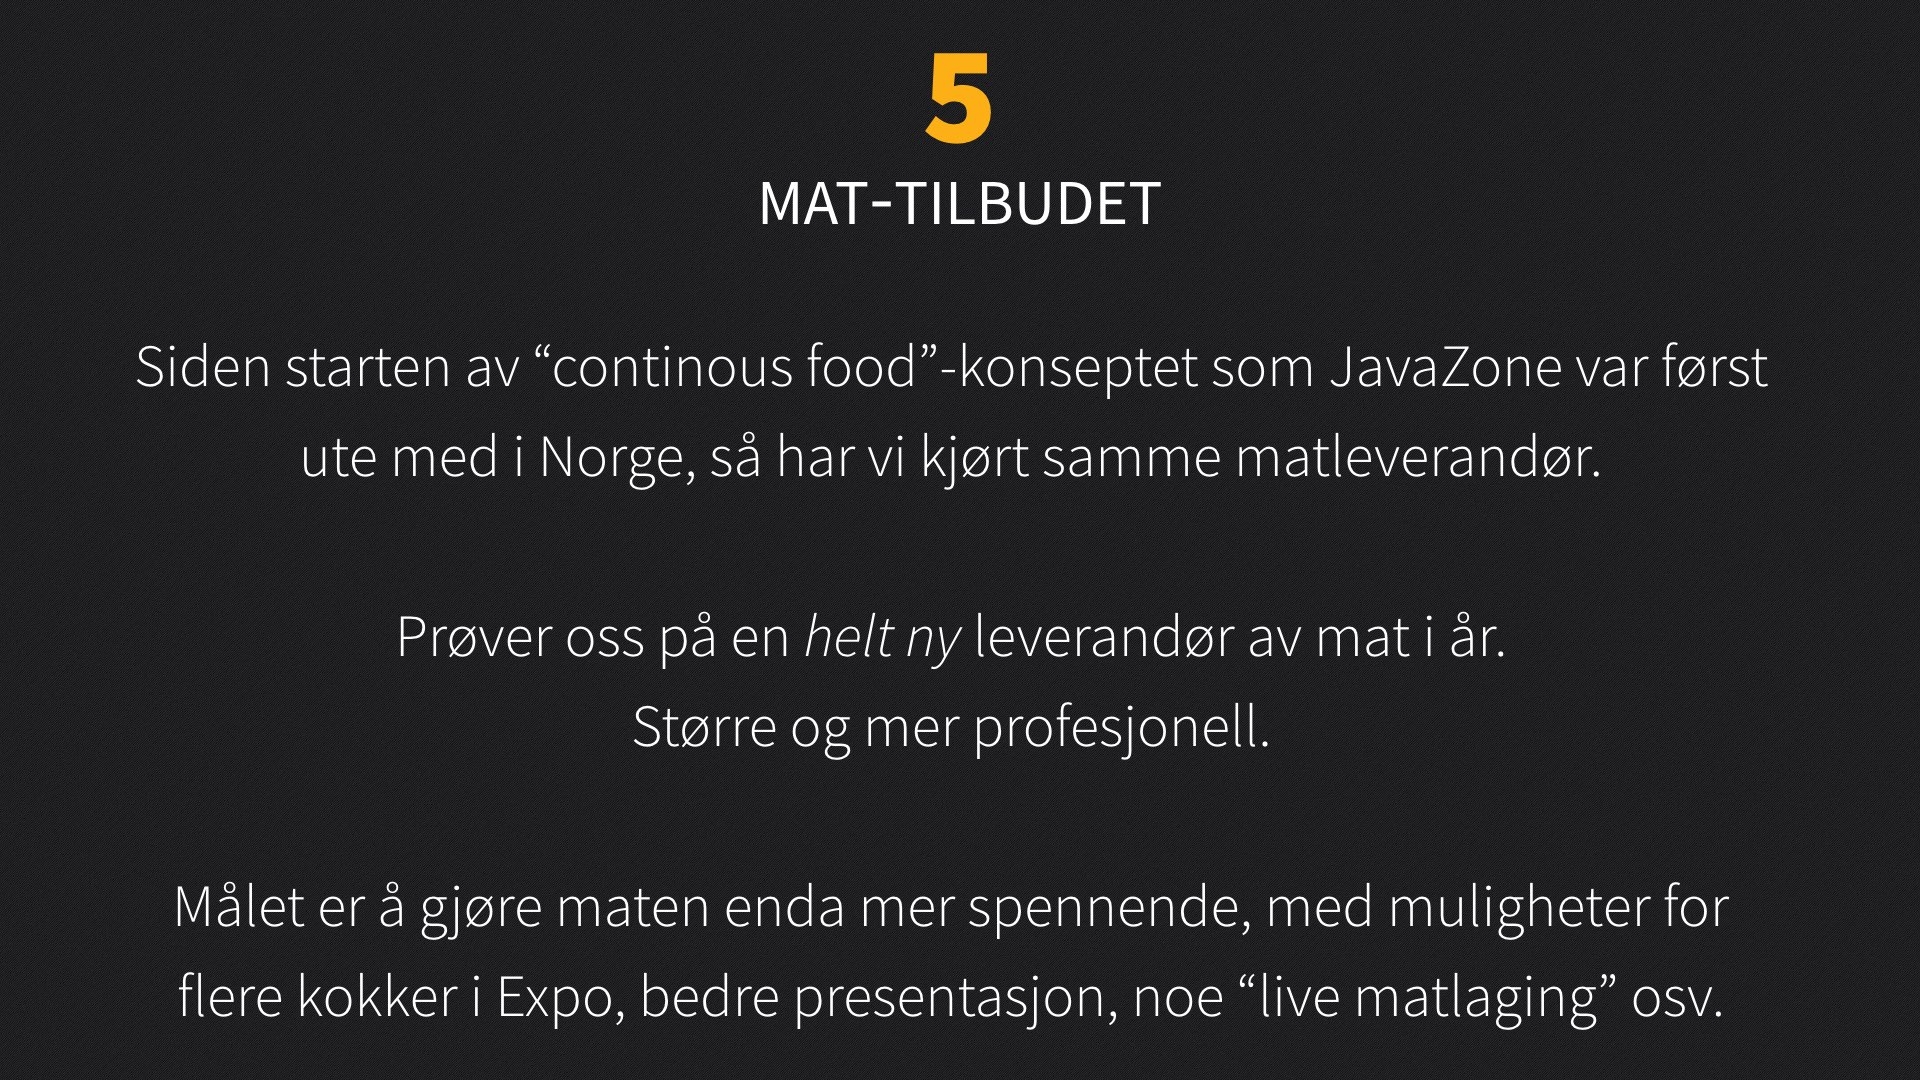 5
MAT-TILBUDET
Siden starten av “continous food”-konseptet som JavaZone var først
ute med i Norge, så har vi kjørt samme matleverandør.
Prøver oss på en helt ny leverandør av mat i år.
Større og mer profesjonell.
Målet er å gjøre maten enda mer spennende, med muligheter for
flere kokker i Expo, bedre presentasjon, noe “live matlaging” osv.